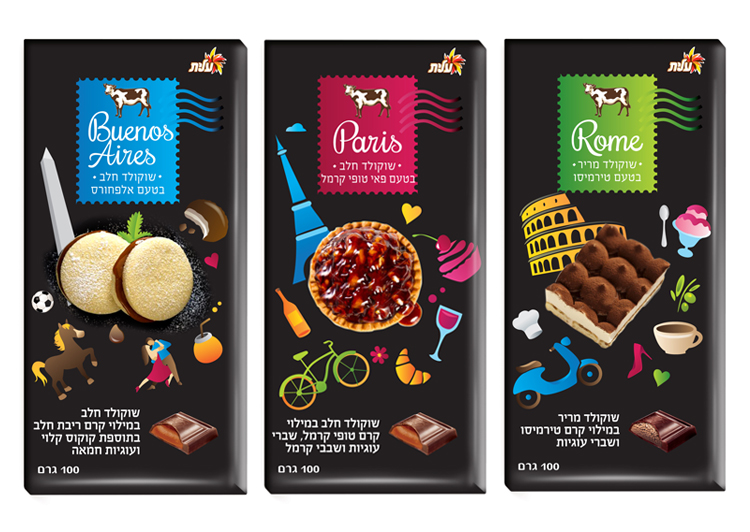 עלית
Buenos
Aires
שוקולד חלב
בטעם אלפחורס
שוקולד חלב
במילוי קרם ריבת חלב
בתוספת קוקוס קלוי
ועוגיות חמאה
100 גרם
עלית
Paris
שוקולד חלב
בטעם פאי טופי קרמל
שוקולד חלב במילוי
קרם טופי קרמל, שברי
עוגיות ושבבי קרמל
100 גרם
עלית
Rome
שוקולד מריר
בטעם טירמיסו
שוקולד מריר
במילוי קרם טירמיסו
ושברי עוגיות
100 גרם